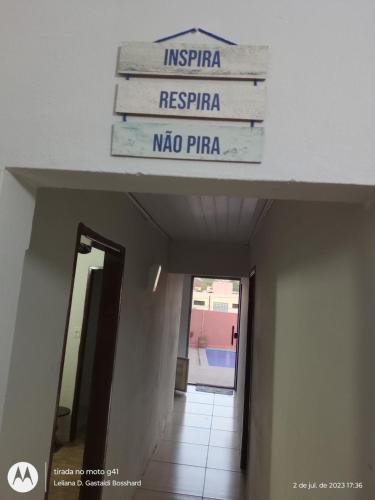 INSPIRA
RESPIRA
NÃO PIRA
tirada no moto g41
Leliana D. Gastaldi Bosshard
2 de jul. de 2023 17:36